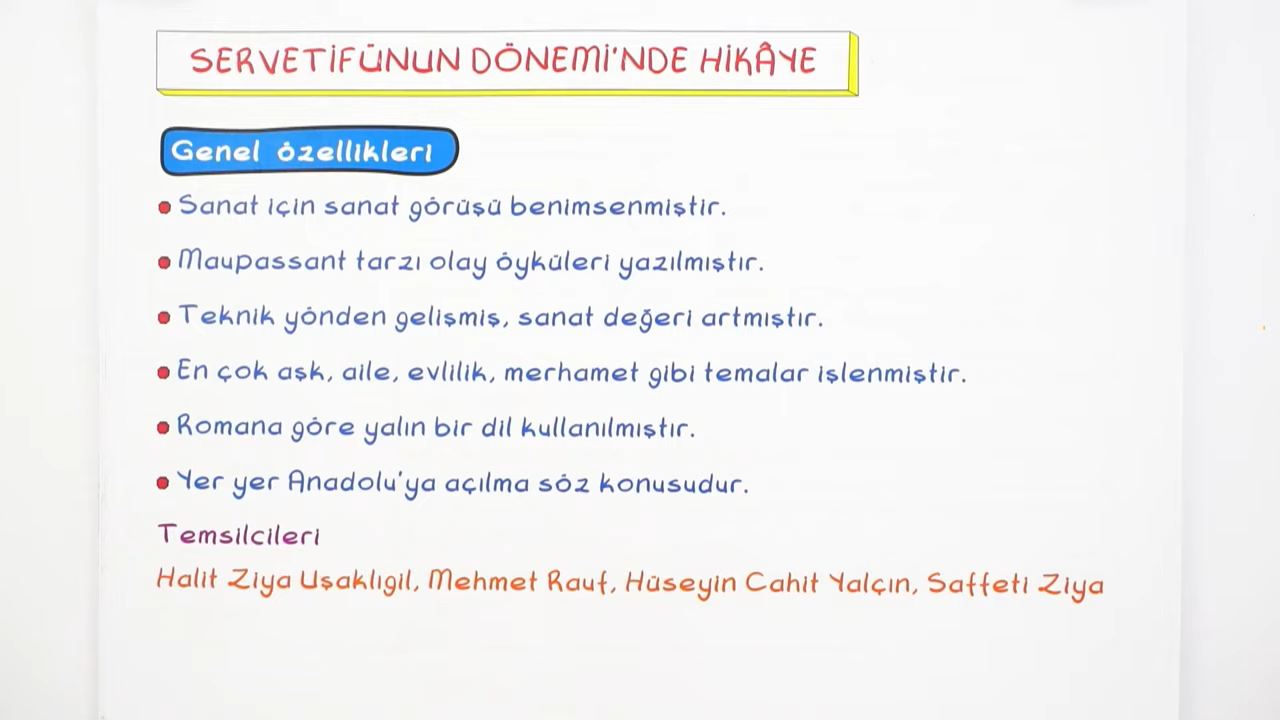 SERVETİFÜNUN DÖNEMİ'NDE HİKÂYE
Genel özellikleri
Sanat için sanat görüşü benimsenmiştir.
Maupassant tarzı olay öyküleri yazılmıştır.
Teknik yönden gelişmiş, sanat değeri artmıştır.
En çok aşk, aile, evlilik, merhamet gibi temalar işlenmiştir.
Romana göre yalın bir dil kullanılmıştır.
Yer yer Anadolu'ya açılma söz konusudur.
Temsilcileri
Halit Ziya Uşaklıgil, Mehmet Rauf, Hüseyin Cahit Yalçın, Saffeti Ziya